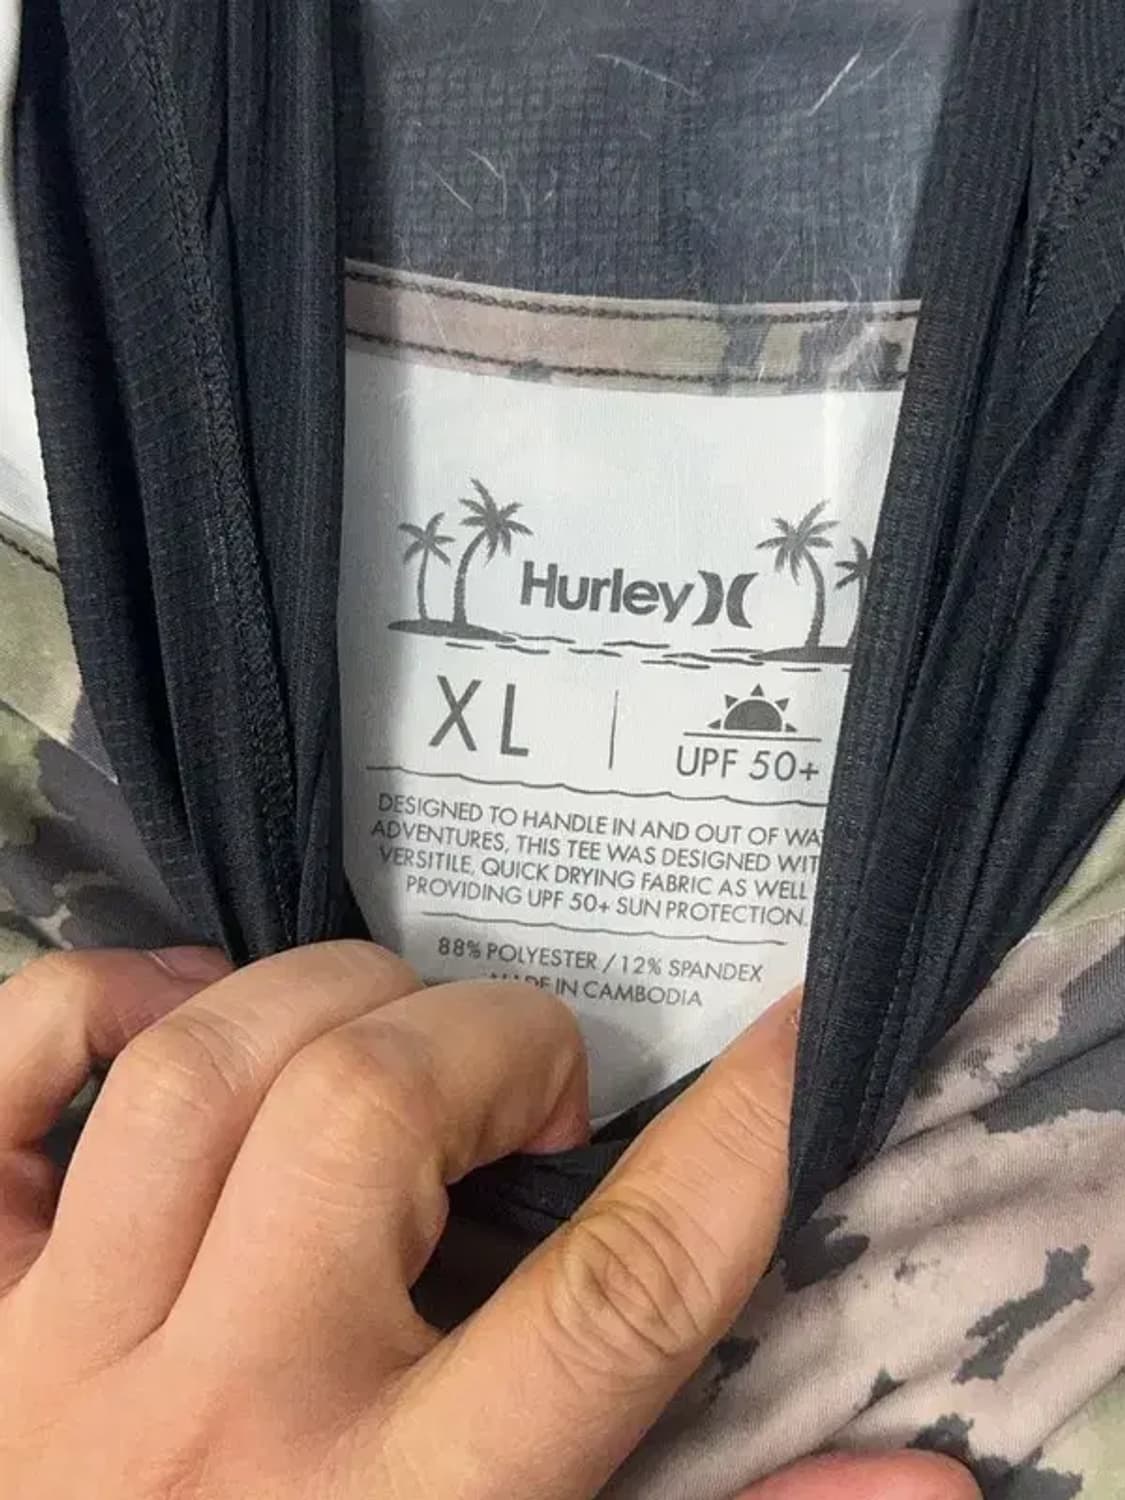 Hurley
XL
UPF 50+
DESIGNED TO HANDLE IN AND OUT OF
ADVENTURES, THIS TEE WAS DESIGNED
VERSITILE, QUICK DRYING FABRIC AS WELL
PROVIDING UPF 50+ SUN PROTECTION.
88% POLYESTER / 12% SPANDEX
MADE IN CAMBODIA